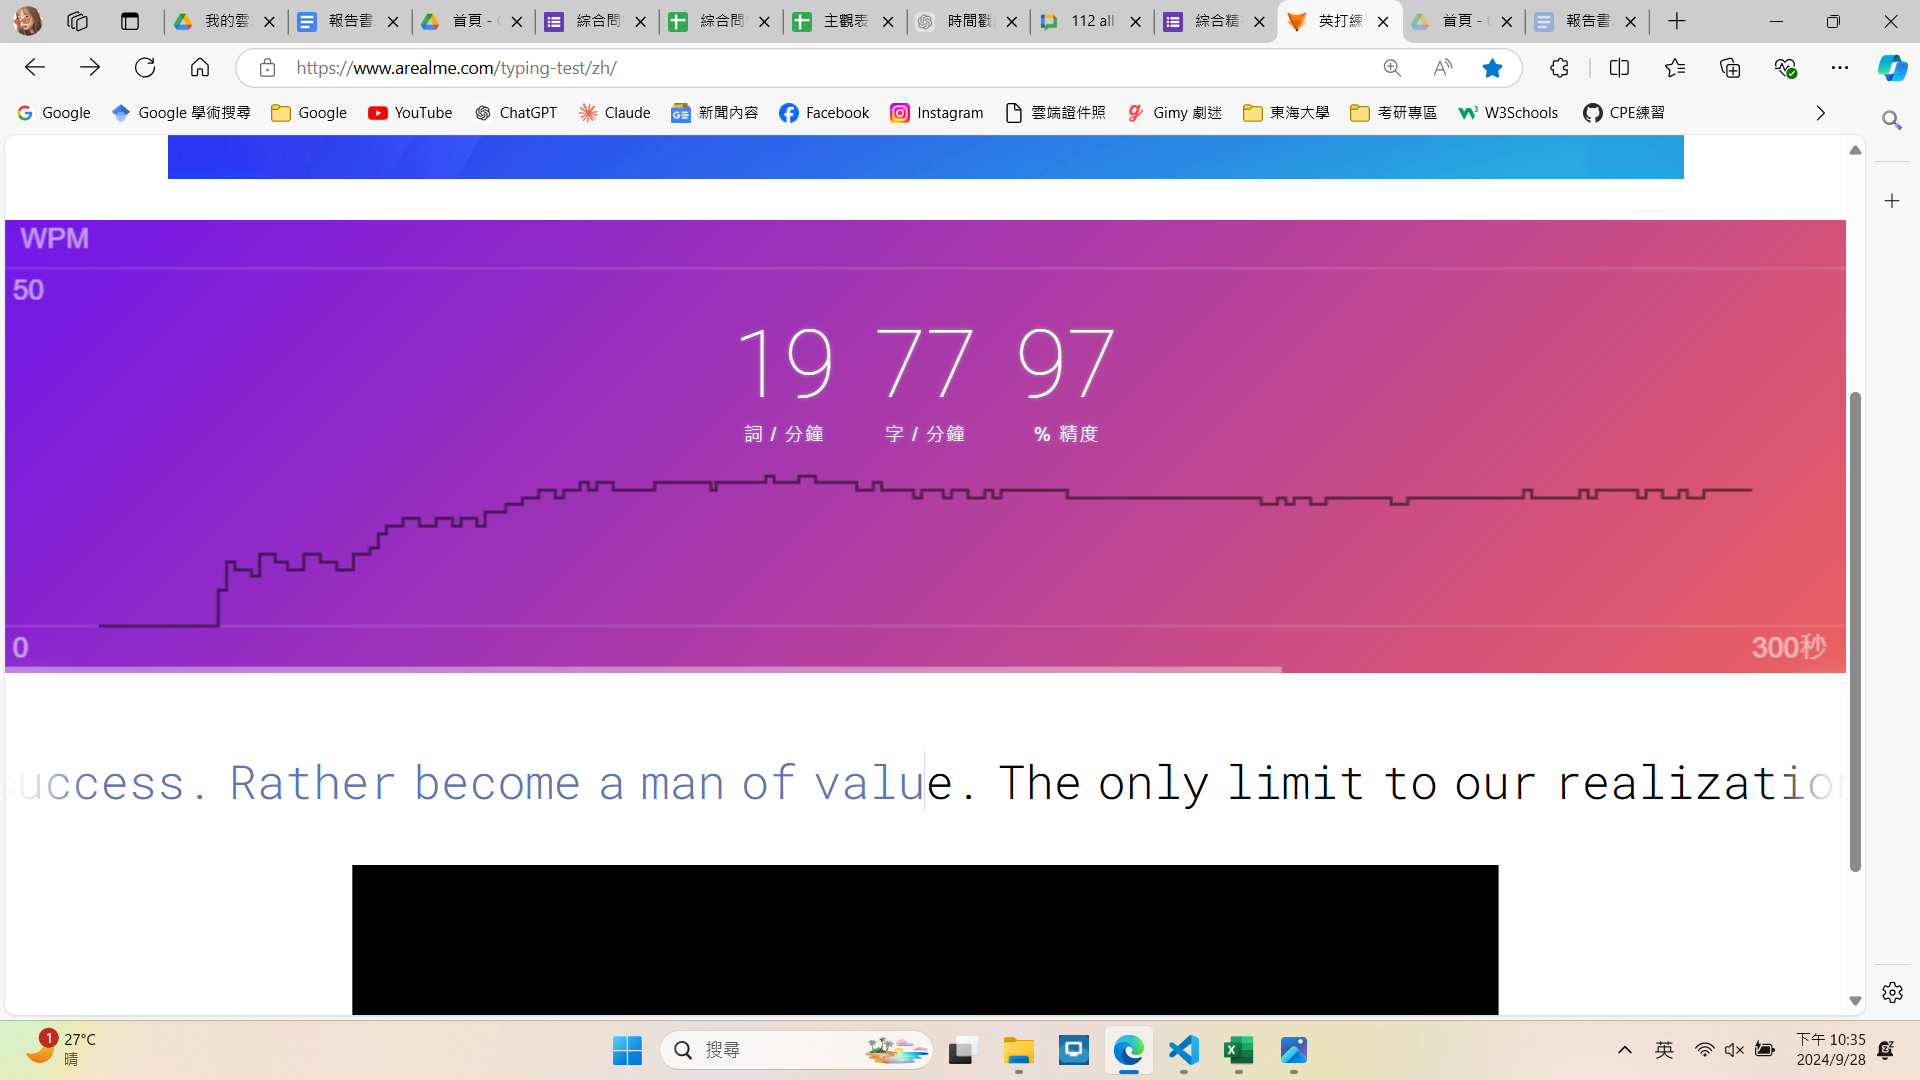 我的雲
報告書
首頁 -
綜合問
綜合問
主觀表
時間戳
112 all
綜合精
英打練
首頁 -
報告書
https://www.arealme.com/typing-test/zh/
Google
Google 學術搜尋
Google
YouTube
ChatGPT
Claude
新聞內容
Facebook
Instagram
雲端證件照
Gimy 劇迷
東海大學
考研專區
W3Schools
CPE練習
WPM
50
19 77 97
詞 / 分鐘 字 / 分鐘 % 精度
0 300秒
success. Rather become a man of value. The only limit to our realization
1
27°C
晴
搜尋
英
下午 10:35
2024/9/28